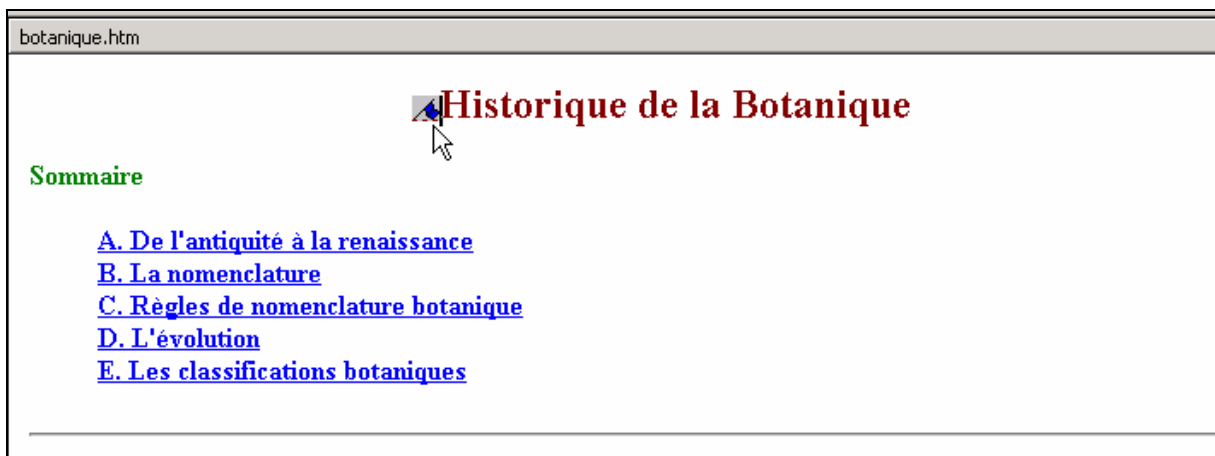 botanique.htm
Historique de la Botanique
Sommaire
A. De l'antiquité à la renaissance
B. La nomenclature
C. Règles de nomenclature botanique
D. L'évolution
E. Les classifications botaniques